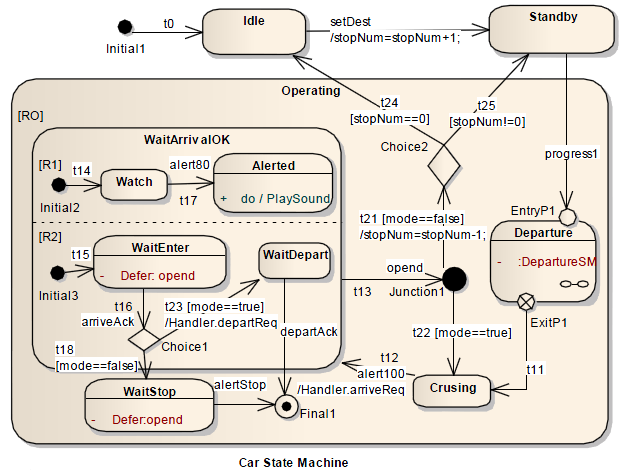 t0
Initial1
Idle
setDest
/stopNum=stopNum+1;
Standby
Operating
[RO]
t24
[stopNum==0]
t25
[stopNum!=0]
WaitArrivalOK
Choice2
[R1]
t14
Initial2
Watch
alert80
t17
Alerted
+ do / PlaySound
progress1
EntryP1
t21 [mode==false]
/stopNum=stopNum-1;
Departure
- :DepartureSM
[R2]
t15
Initial3
WaitEnter
- Defer: opend
WaitDepart
opend
t13
Junction1
t16
arriveAck
t23 [mode==true]
/Handler.departReq
Choice1
departAck
ExitP1
t22 [mode==true]
t18
[mode==false]
t12
alert100
/Handler.arriveReq
t11
Crusing
WaitStop
- Defer:opend
alertStop
Final1
Car State Machine